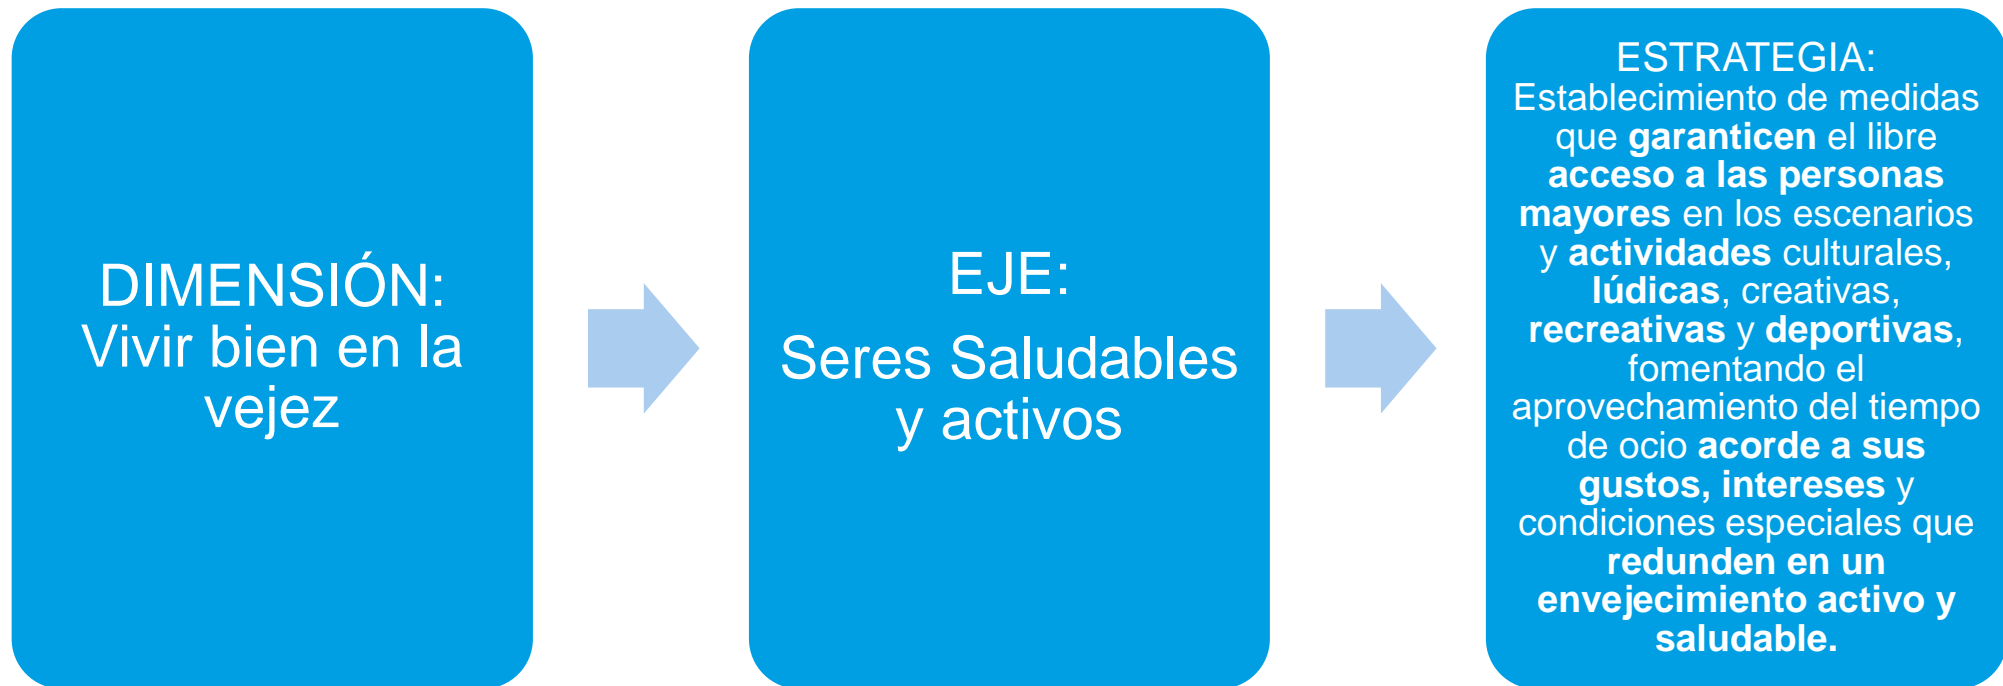 DIMENSIÓN:
Vivir bien en la
vejez
EJE:
Seres Saludables
y activos
ESTRATEGIA:
Establecimiento de medidas
que garanticen el libre
acceso a las personas
mayores en los escenarios
y actividades culturales,
lúdicas, creativas,
recreativas y deportivas,
fomentando el
aprovechamiento del tiempo
de ocio acorde a sus
gustos, intereses y
condiciones especiales que
redunden en un
envejecimiento activo y
saludable.